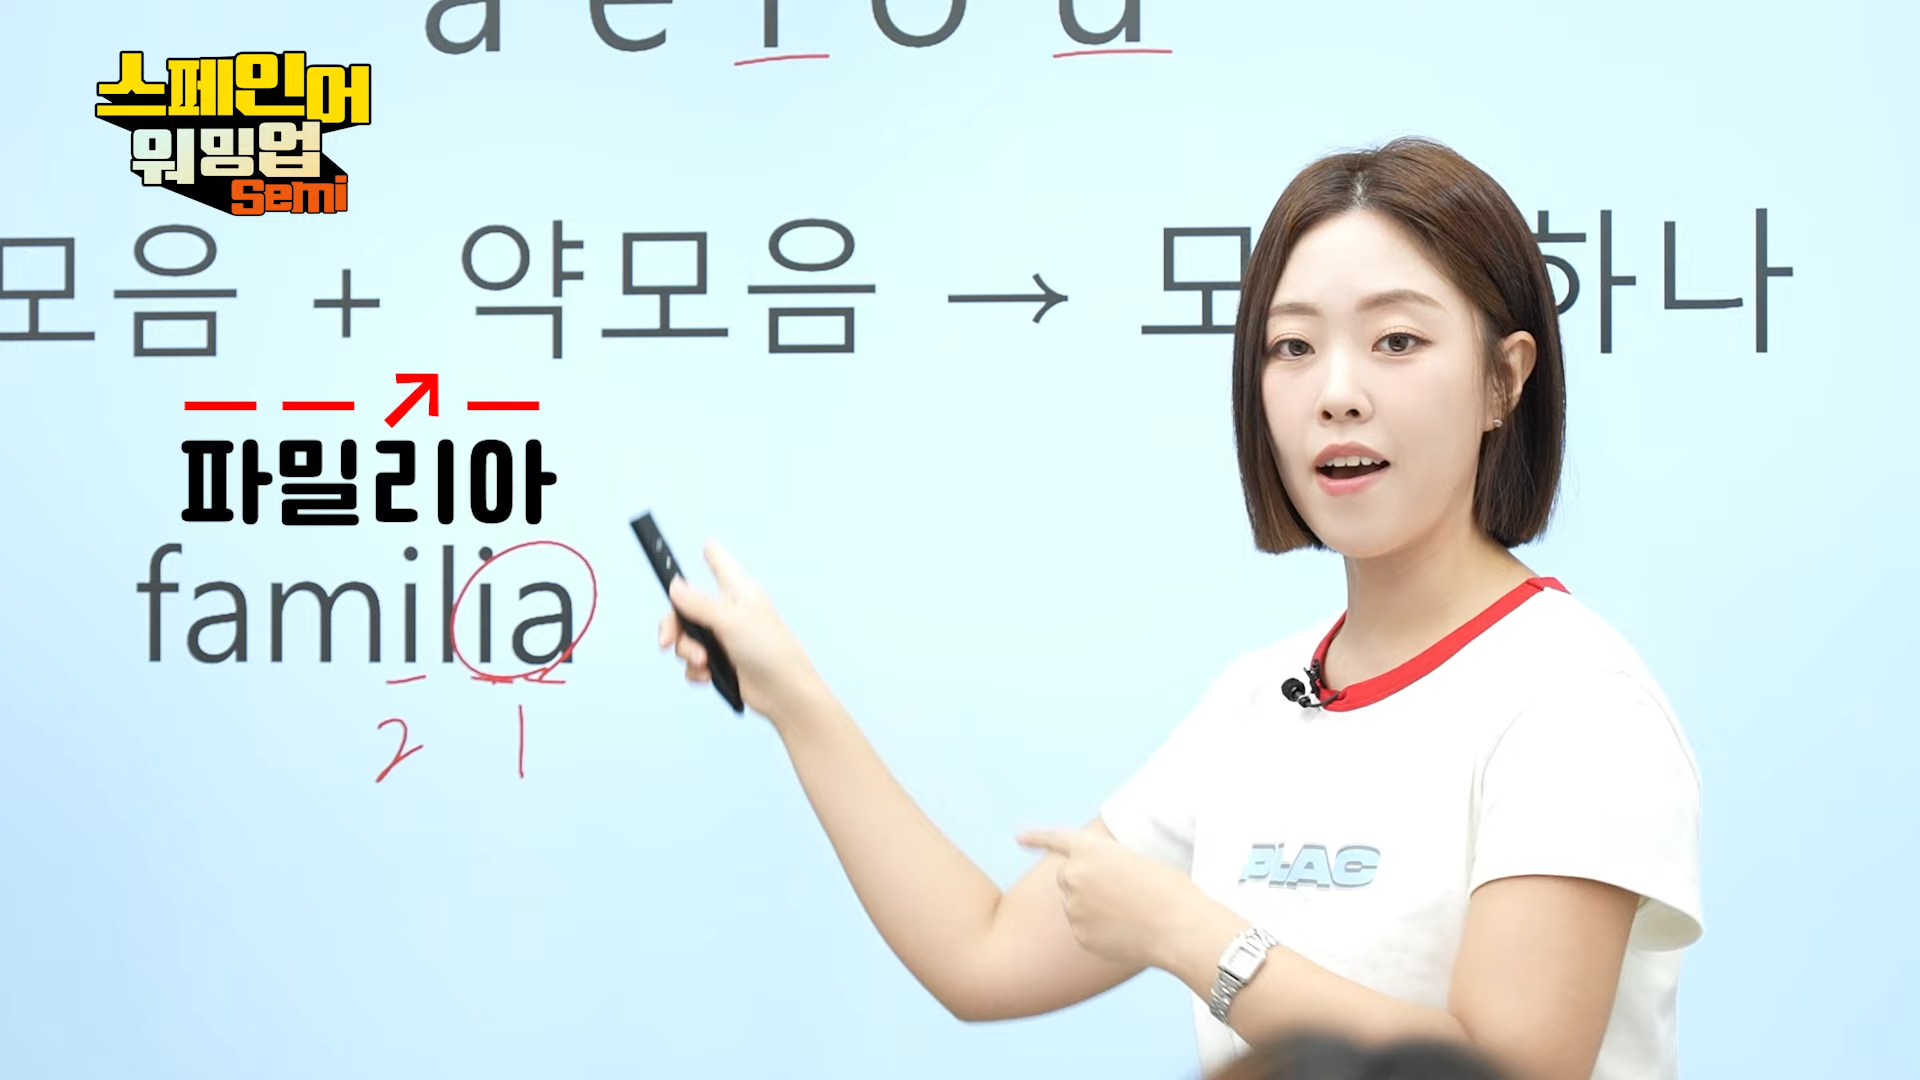 a e i o u
스페인어
워밍업
Semi
모음 + 약모음 → 모 하나
파밀리아
familia
2 1
PLAC